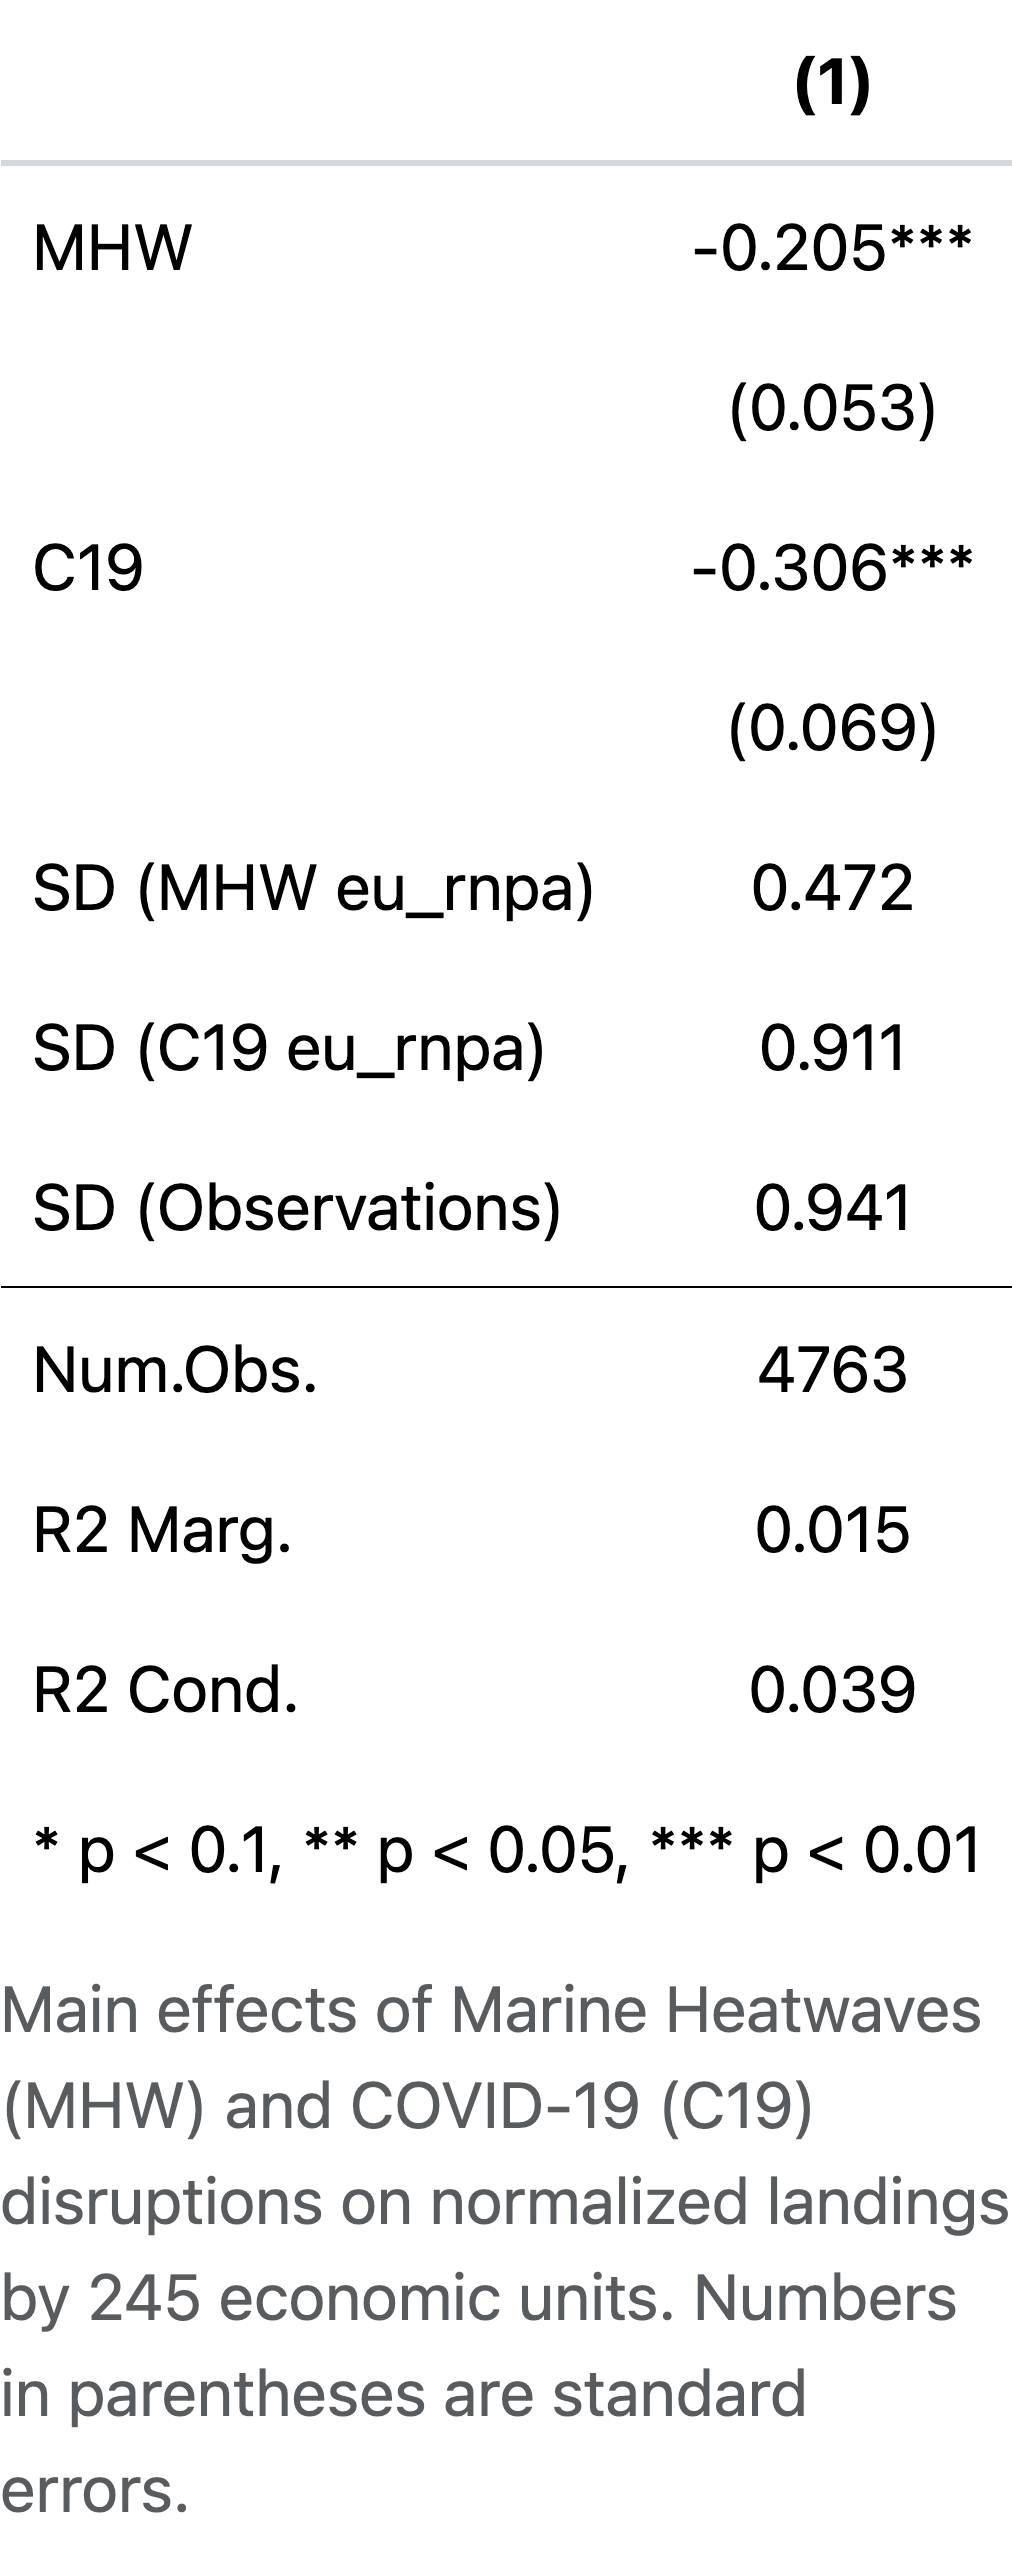 (1)
MHW -0.205***
(0.053)
C19 -0.306***
(0.069)
SD (MHW eu_rnpa) 0.472
SD (C19 eu_rnpa) 0.911
SD (Observations) 0.941
Num.Obs. 4763
R2 Marg. 0.015
R2 Cond. 0.039
* p < 0.1, ** p < 0.05, *** p < 0.01
Main effects of Marine Heatwaves
(MHW) and COVID-19 (C19)
disruptions on normalized landings
by 245 economic units. Numbers
in parentheses are standard
errors.